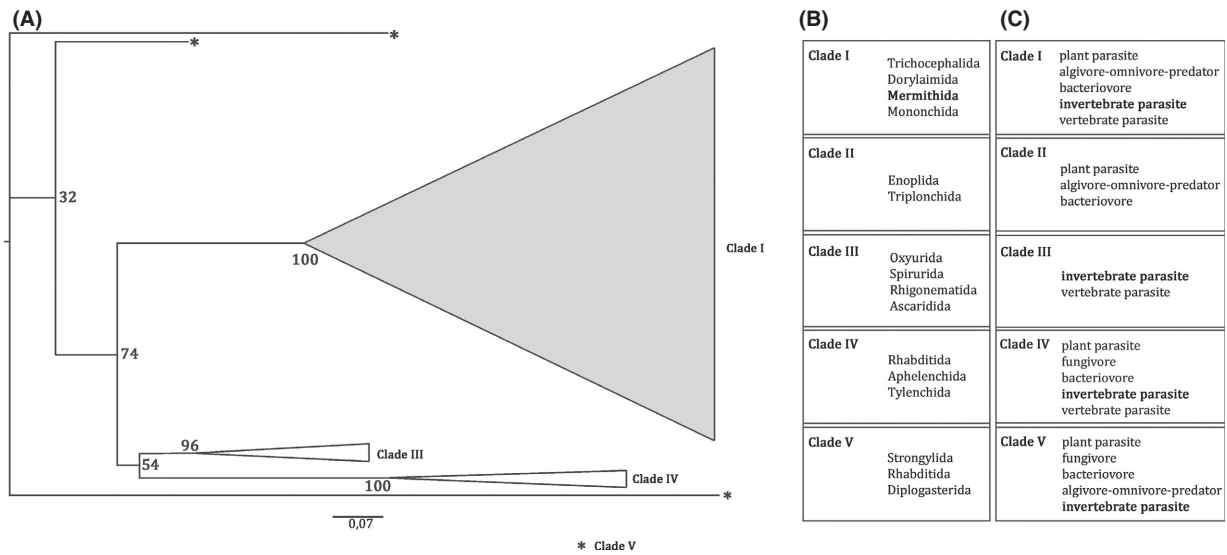 (A)
*
*
32
100
Clade I
74
96
Clade III
54
100
Clade IV
*
0,07
* Clade V
(B)
Clade I
Trichocephalida
Dorylaimida
Mermithida
Mononchida
Clade II
Enoplida
Triplonchida
Clade III
Oxyurida
Spirurida
Rhigonematida
Ascaridida
Clade IV
Rhabditida
Aphelenchida
Tylenchida
Clade V
Strongylida
Rhabditida
Diplogasterida
(C)
Clade I
plant parasite
algivore-omnivore-predator
bacteriovore
invertebrate parasite
vertebrate parasite
Clade II
plant parasite
algivore-omnivore-predator
bacteriovore
Clade III
invertebrate parasite
vertebrate parasite
Clade IV
plant parasite
fungivore
bacteriovore
invertebrate parasite
vertebrate parasite
Clade V
plant parasite
fungivore
bacteriovore
algivore-omnivore-predator
invertebrate parasite